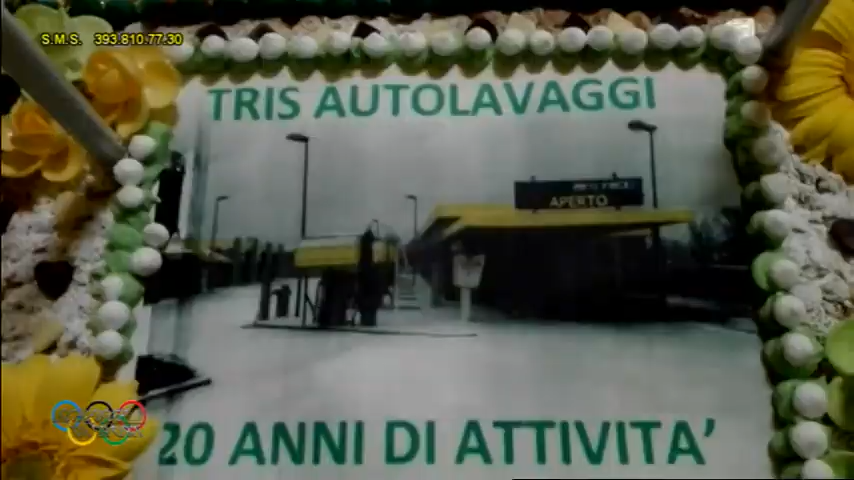 S.M.S. 393.810.77.30
TRIS AUTOLAVAGGI
APERTO
20 ANNI DI ATTIVITA'